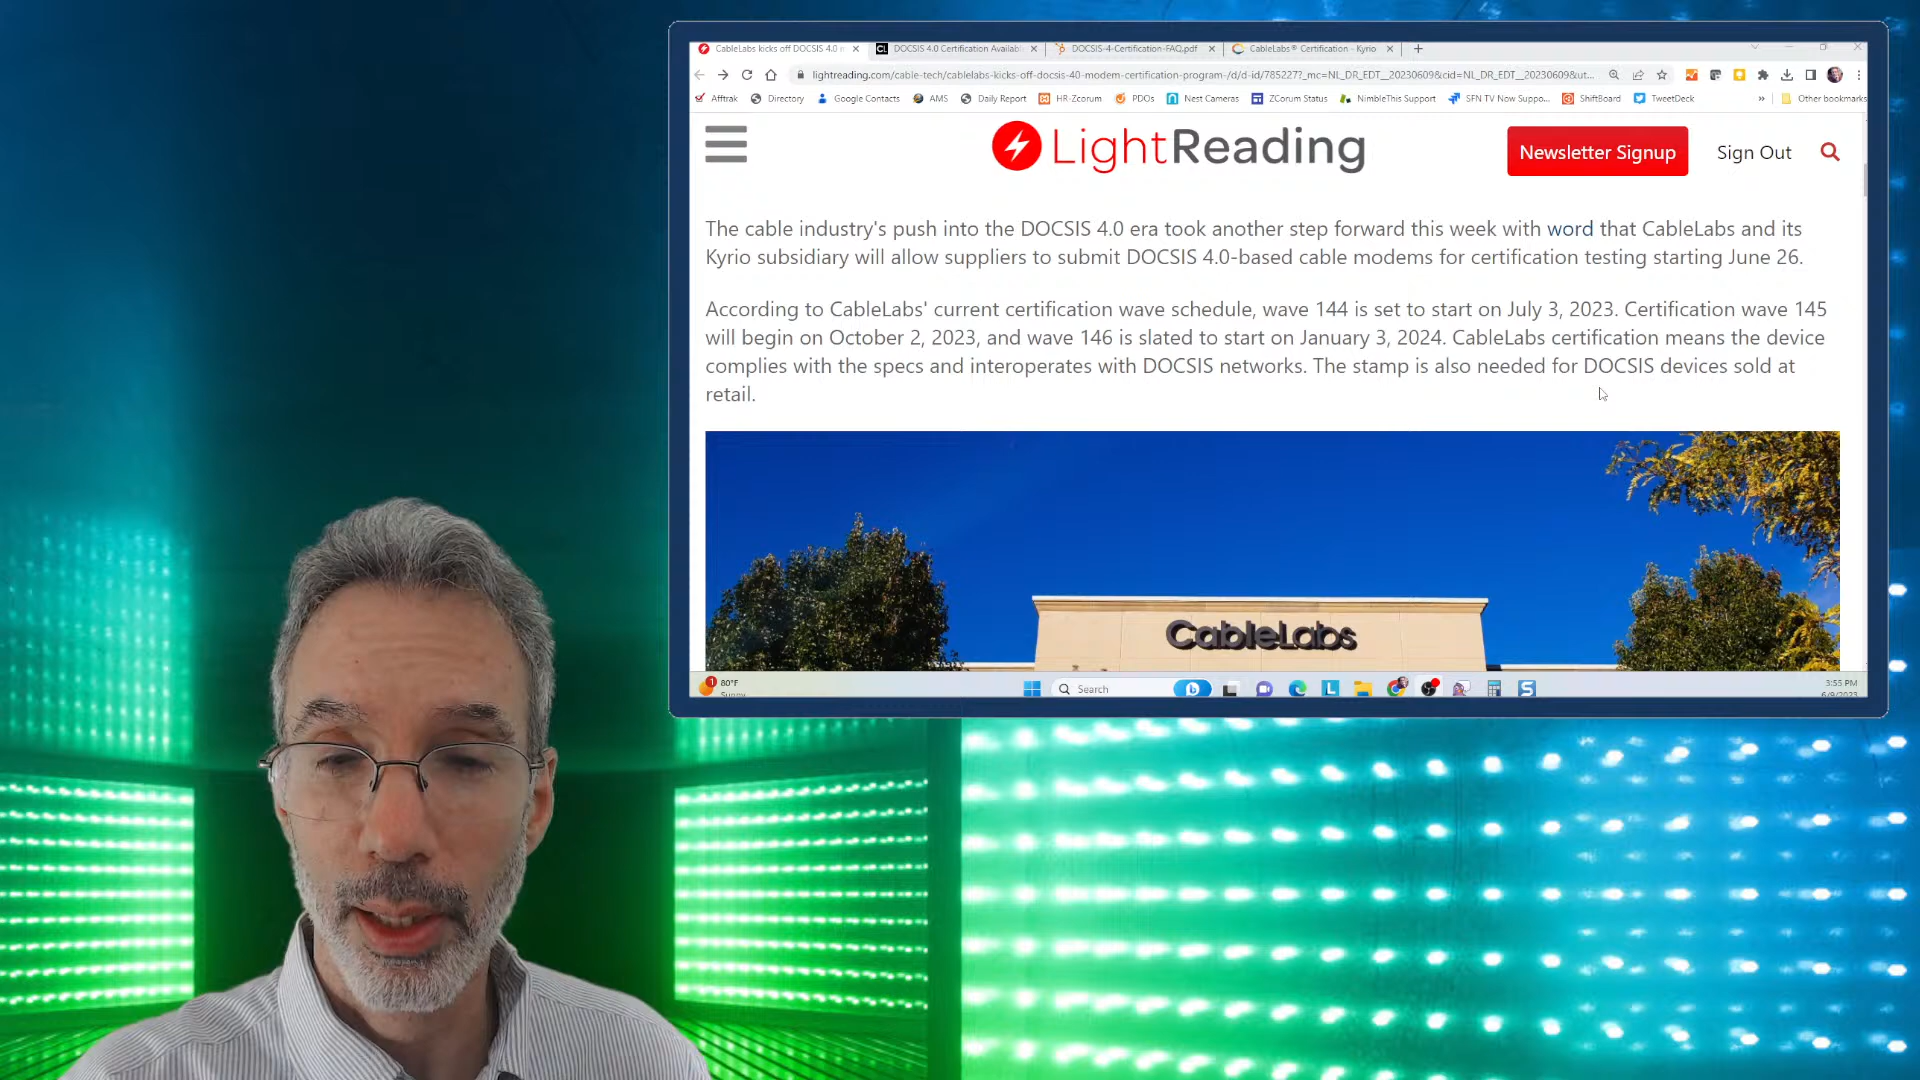 CableLabs kicks off DOCSIS 4.0 m
DOCSIS 4.0 Certification Availab
DOCSIS-4-Certification-FAQ.pdf
CableLabs® Certification - Kyrio
lightreading.com/cable-tech/cablelabs-kicks-off-docsis-40-modem-certification-program-/d/d-id/785227?_mc=NL_DR_EDT__20230609&cid=NL_DR_EDT__20230609&ut...
Afftrak
Directory
Google Contacts
AMS
Daily Report
HR-Zcorum
PDOs
Nest Cameras
ZCorum Status
NimbleThis Support
SFN TV Now Suppo...
ShiftBoard
TweetDeck
»
Other bookmarks
LightReading
Newsletter Signup
Sign Out
The cable industry's push into the DOCSIS 4.0 era took another step forward this week with word that CableLabs and its
Kyrio subsidiary will allow suppliers to submit DOCSIS 4.0-based cable modems for certification testing starting June 26.
According to CableLabs' current certification wave schedule, wave 144 is set to start on July 3, 2023. Certification wave 145
will begin on October 2, 2023, and wave 146 is slated to start on January 3, 2024. CableLabs certification means the device
complies with the specs and interoperates with DOCSIS networks. The stamp is also needed for DOCSIS devices sold at
retail.
CableLabs
1
80°F
Sunny
Search
3:55 PM
6/9/2023